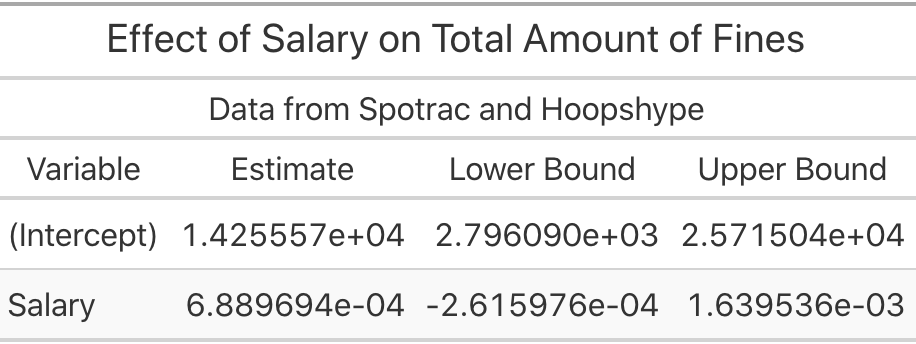 Effect of Salary on Total Amount of Fines
Data from Spotrac and Hoopshype
Variable Estimate Lower Bound Upper Bound
(Intercept) 1.425557e+04 2.796090e+03 2.571504e+04
Salary 6.889694e-04 -2.615976e-04 1.639536e-03